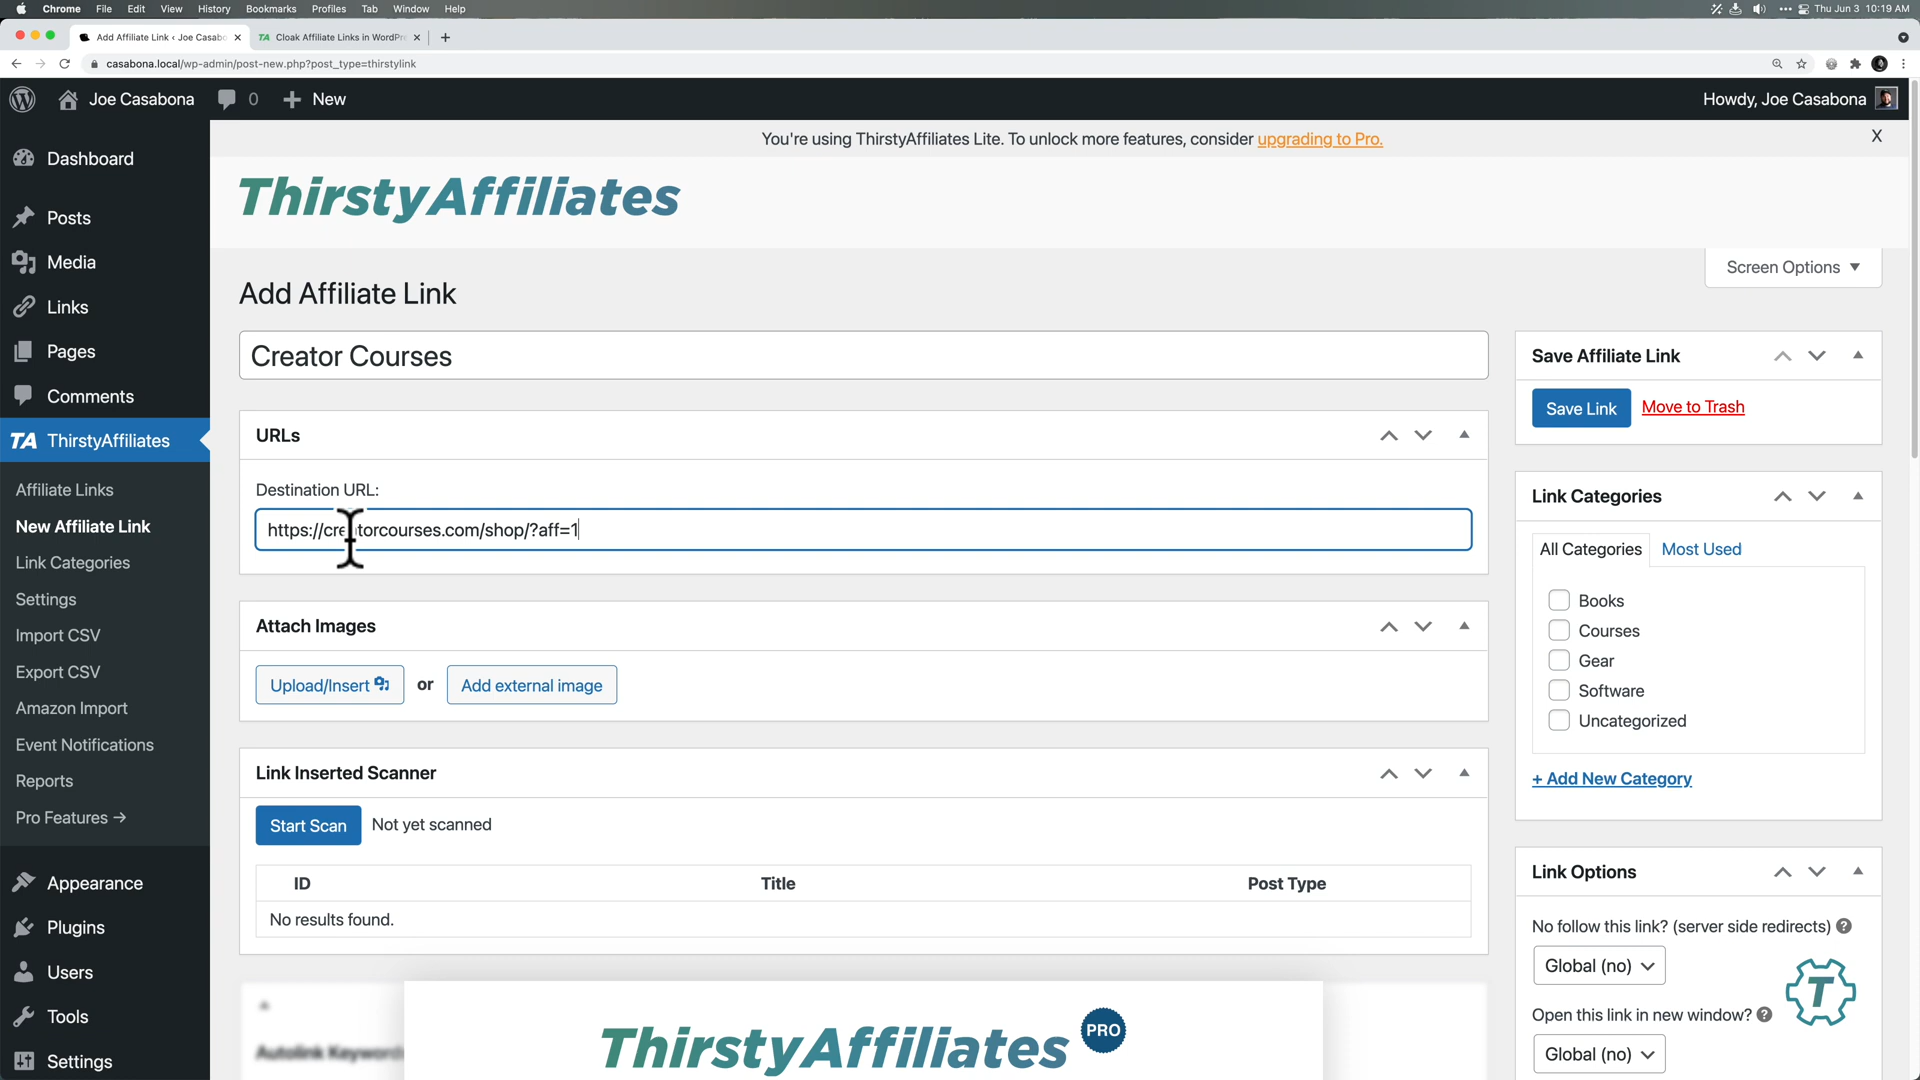 Chrome File Edit View History Bookmarks Profiles Tab Window Help
Thu Jun 3 10:19 AM
Add Affiliate Link ‹ Joe Casabo
TA Cloak Affiliate Links in WordPre
casabona.local/wp-admin/post-new.php?post_type=thirstylink
Joe Casabona 0 New
Howdy, Joe Casabona
You're using ThirstyAffiliates Lite. To unlock more features, consider upgrading to Pro.
X
Dashboard
Posts
Media
Links
Pages
Comments
TA ThirstyAffiliates
Affiliate Links
New Affiliate Link
Link Categories
Settings
Import CSV
Export CSV
Amazon Import
Event Notifications
Reports
Pro Features →
Appearance
Plugins
Users
Tools
Settings
ThirstyAffiliates
Screen Options ▼
Add Affiliate Link
Creator Courses
URLs
Destination URL:
https://creatorcourses.com/shop/?aff=1
Attach Images
Upload/Insert or Add external image
Link Inserted Scanner
Start Scan Not yet scanned
ID Title Post Type
No results found.
Autolink Keyword
ThirstyAffiliates PRO
Save Affiliate Link
Save Link Move to Trash
Link Categories
All Categories Most Used
Books
Courses
Gear
Software
Uncategorized
+ Add New Category
Link Options
No follow this link? (server side redirects) ?
Global (no)
T
Open this link in new window? ?
Global (no)